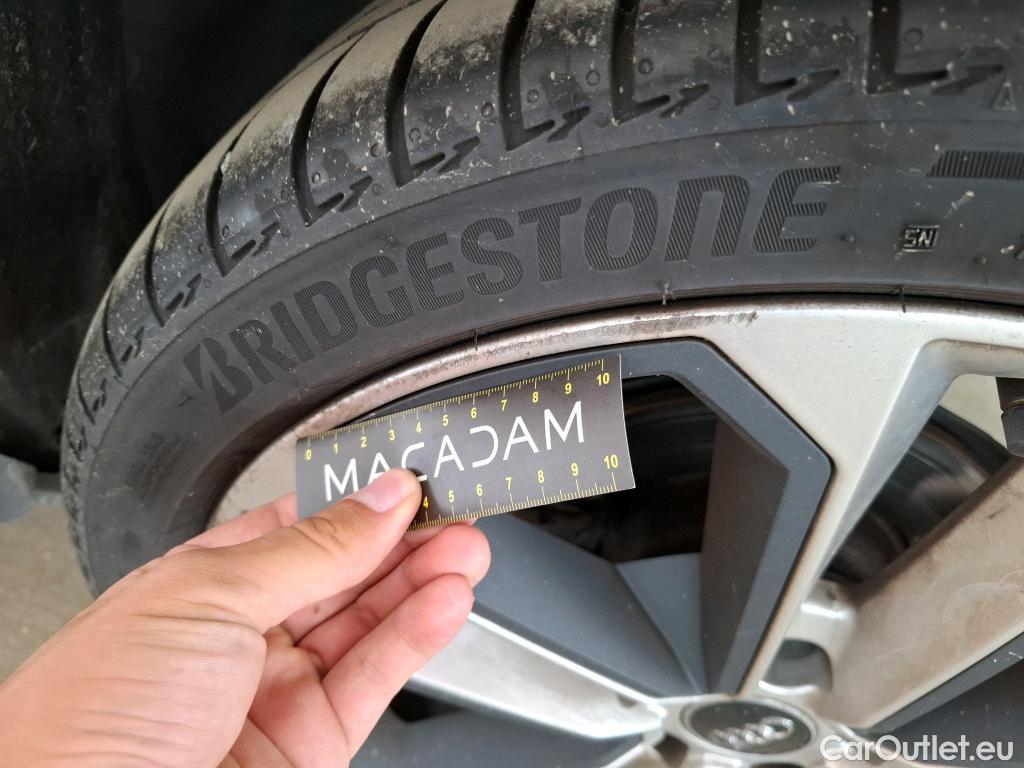 BRIDGESTONE
SN
0 1 2 3 4 5 6 7 8 9 10
MACADAM
4 5 6 7 8 9 10
CarOutlet.eu